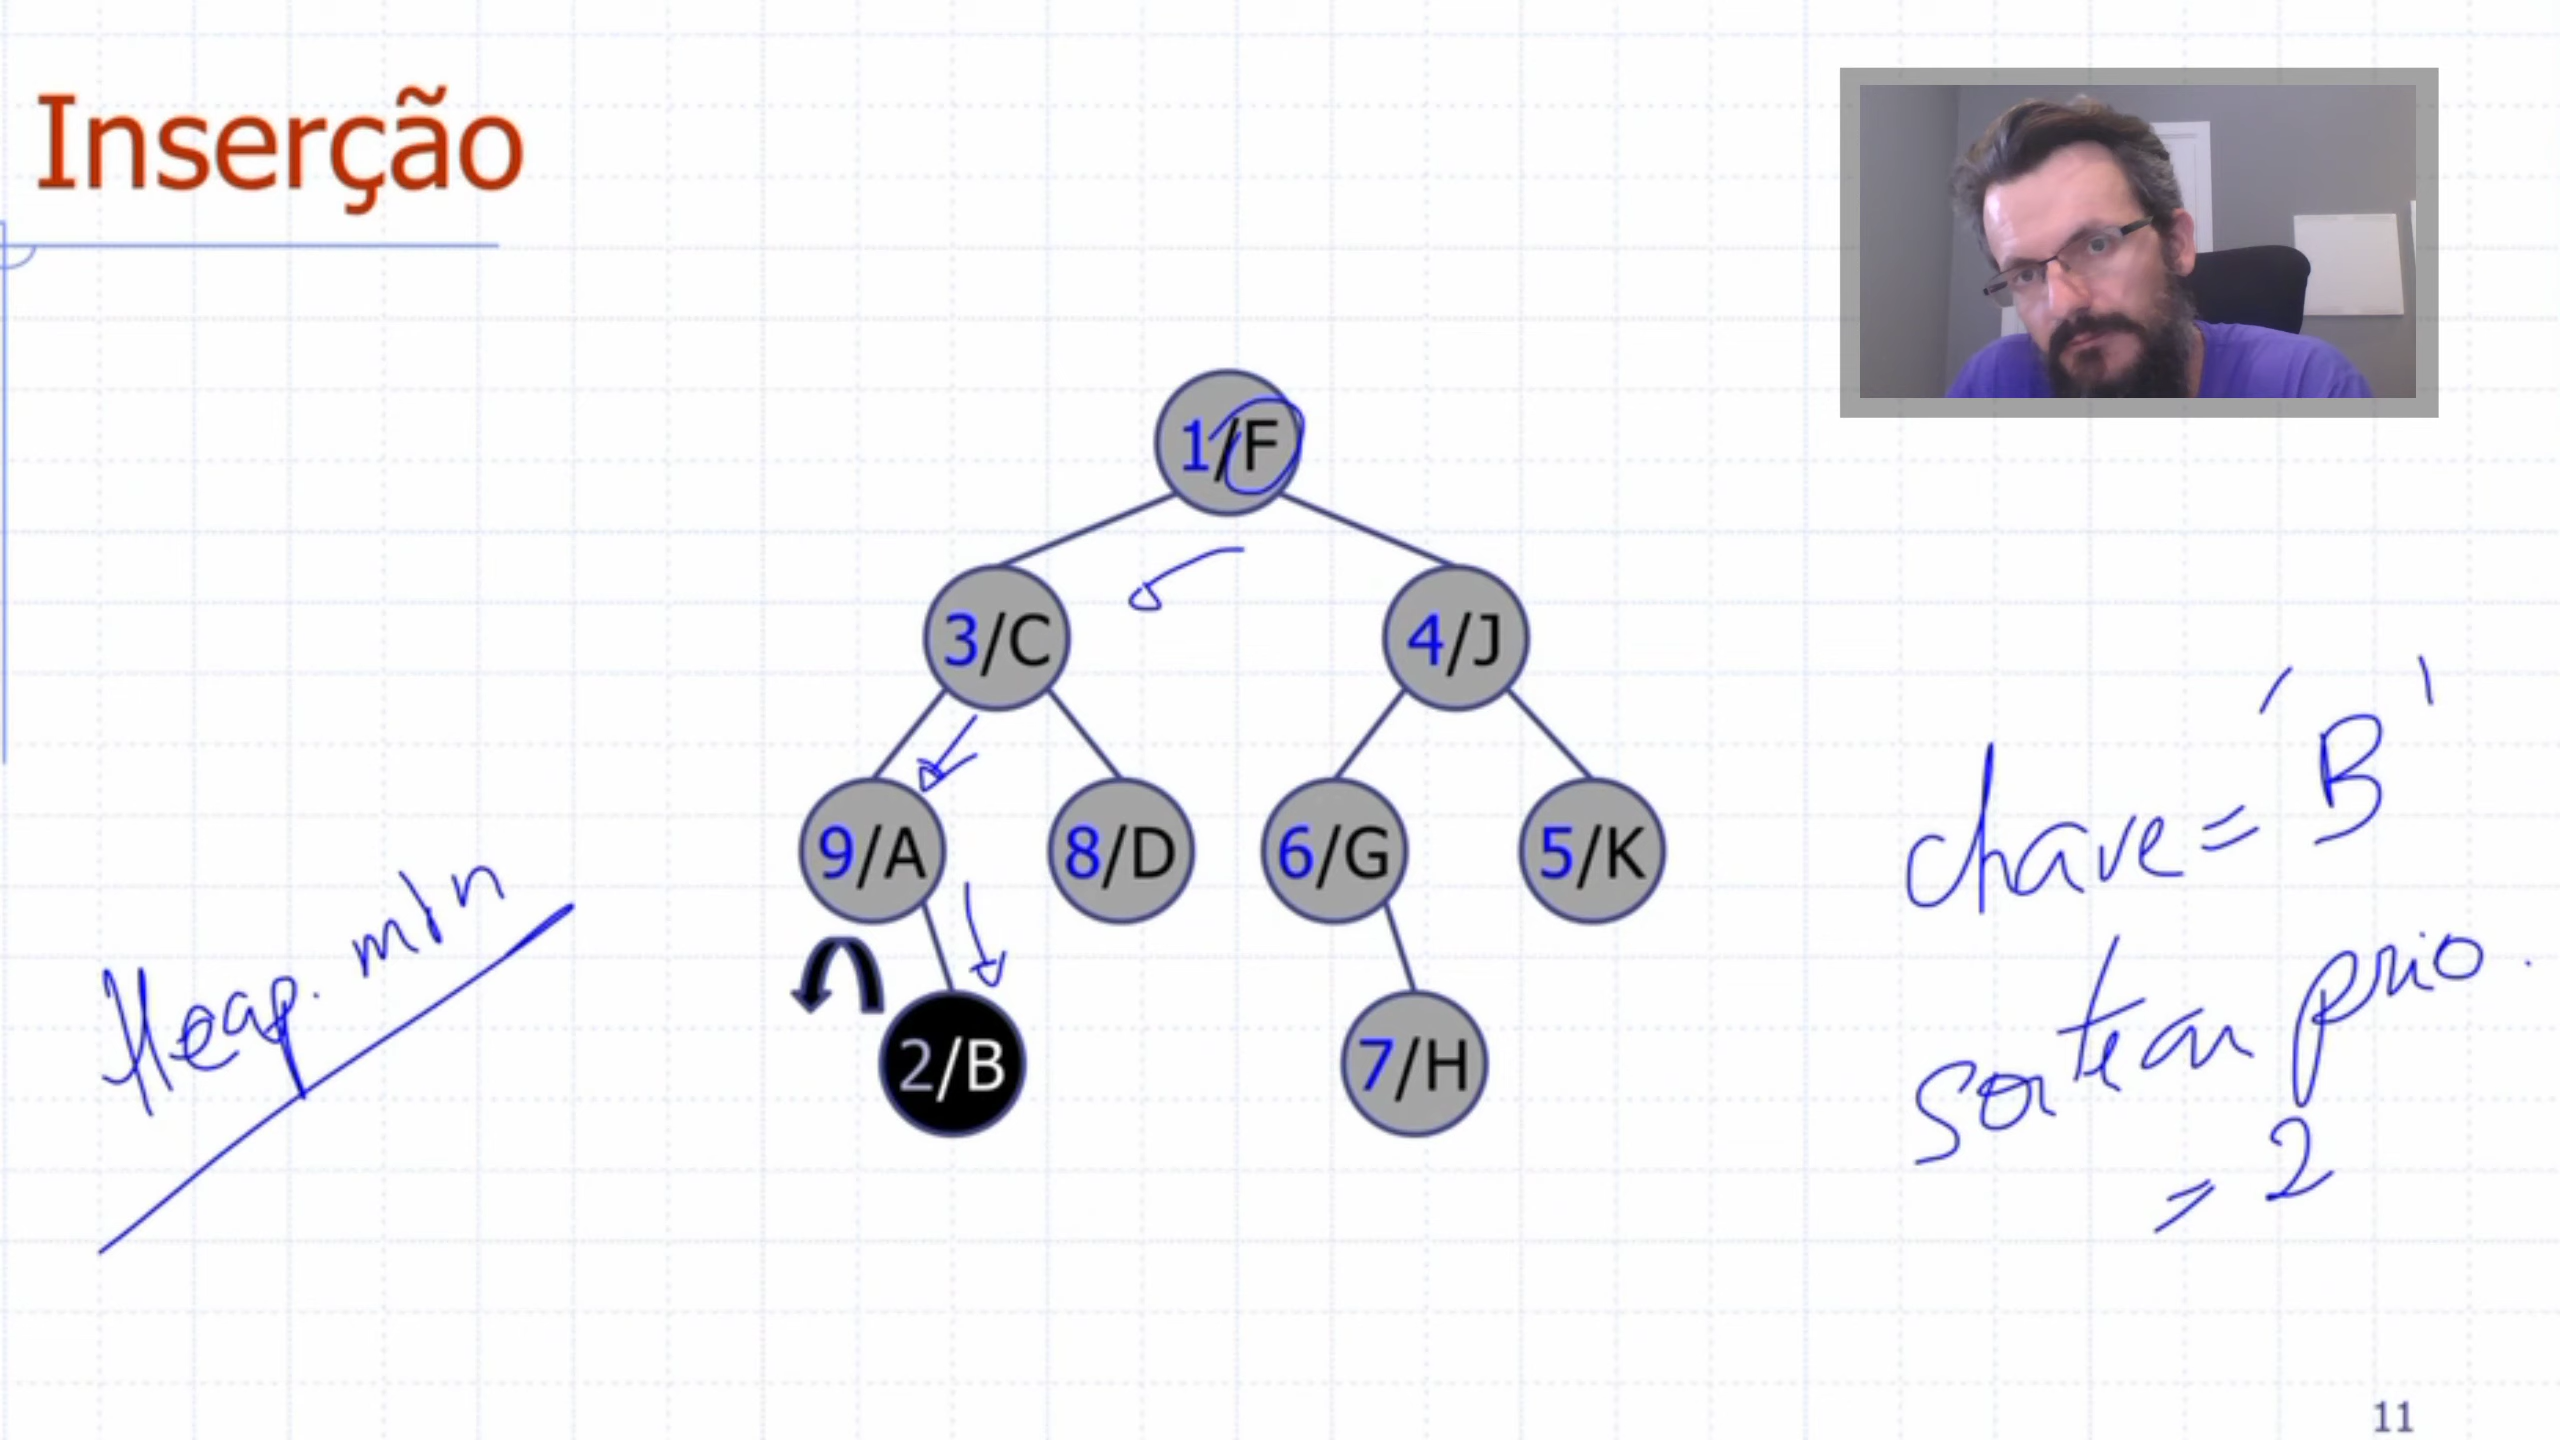 Inserção
1/F
3/C
4/J
9/A
8/D
6/G
5/K
2/B
7/H
Heap. min
chave = 'B'
sortear prio.
= 2
11